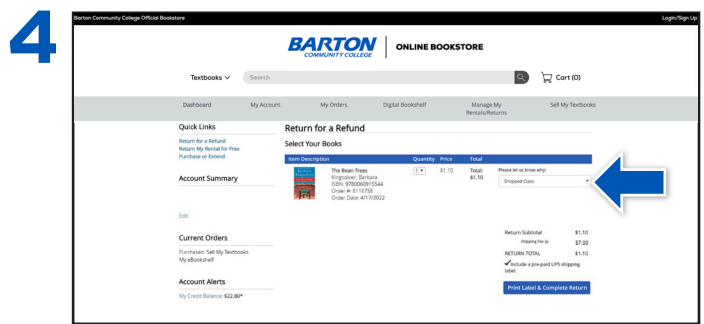 4
Barton Community College Official Bookstore Login/Sign Up
BARTON
COMMUNITY COLLEGE
ONLINE BOOKSTORE
Textbooks Search Cart (0)
Dashboard My Account My Orders Digital Bookshelf Manage My Rentals/Returns Sell My Textbooks
Quick Links
Return for a Refund
Return My Rental for Free
Purchase or Extend
Account Summary
Edit
Current Orders
Purchased: Sell My Textbooks
My eBookshelf
Account Alerts
My Credit Balance: $22.80*
Return for a Refund
Select Your Books
Item Description Quantity Price Total
The Bean Trees
Kingsolver, Barbara
ISBN: 9780060915544
Order #: 8116758
Order Date: 4/17/2022
1 $1.10 Total:
$1.10
Please let us know why:
Dropped Class
Return Subtotal $1.10
Shipping Fee $7.00
RETURN TOTAL $1.10
Include a pre-paid UPS shipping
label.
Print Label & Complete Return